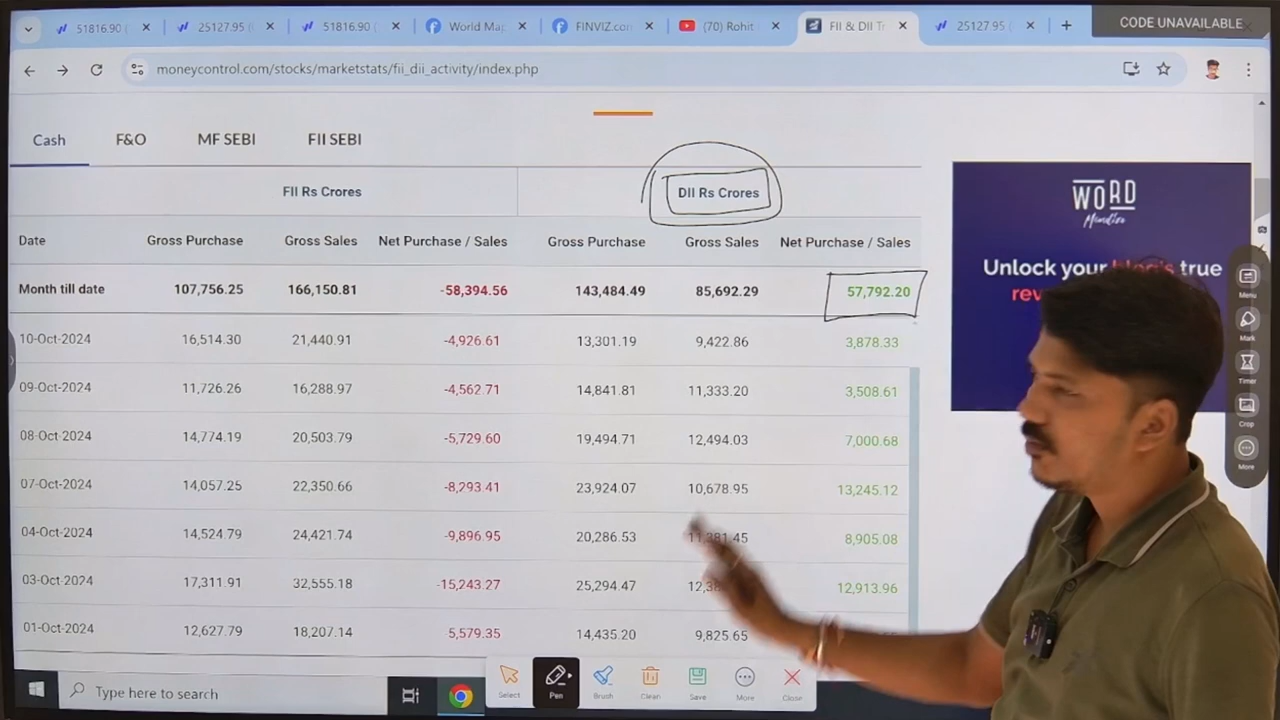 51816.90 (
25127.95 (
51816.90 (
World Map
FINVIZ.com
(70) Rohit
FII & DII Tr
25127.95 (
CODE UNAVAILABLE
moneycontrol.com/stocks/marketstats/fii_dii_activity/index.php
Cash F&O MF SEBI FII SEBI
FII Rs Crores DII Rs Crores
Date Gross Purchase Gross Sales Net Purchase / Sales Gross Purchase Gross Sales Net Purchase / Sales
Month till date 107,756.25 166,150.81 -58,394.56 143,484.49 85,692.29 57,792.20
10-Oct-2024 16,514.30 21,440.91 -4,926.61 13,301.19 9,422.86 3,878.33
09-Oct-2024 11,726.26 16,288.97 -4,562.71 14,841.81 11,333.20 3,508.61
08-Oct-2024 14,774.19 20,503.79 -5,729.60 19,494.71 12,494.03 7,000.68
07-Oct-2024 14,057.25 22,350.66 -8,293.41 23,924.07 10,678.95 13,245.12
04-Oct-2024 14,524.79 24,421.74 -9,896.95 20,286.53 11,381.45 8,905.08
03-Oct-2024 17,311.91 32,555.18 -15,243.27 25,294.47 12,913.96
01-Oct-2024 12,627.79 18,207.14 5,579.35 14,435.20 9,825.65
WORD
Unlock your true
Menu
Mark
Timer
Crop
More
Select Pen Brush Clean Save More Close
Type here to search